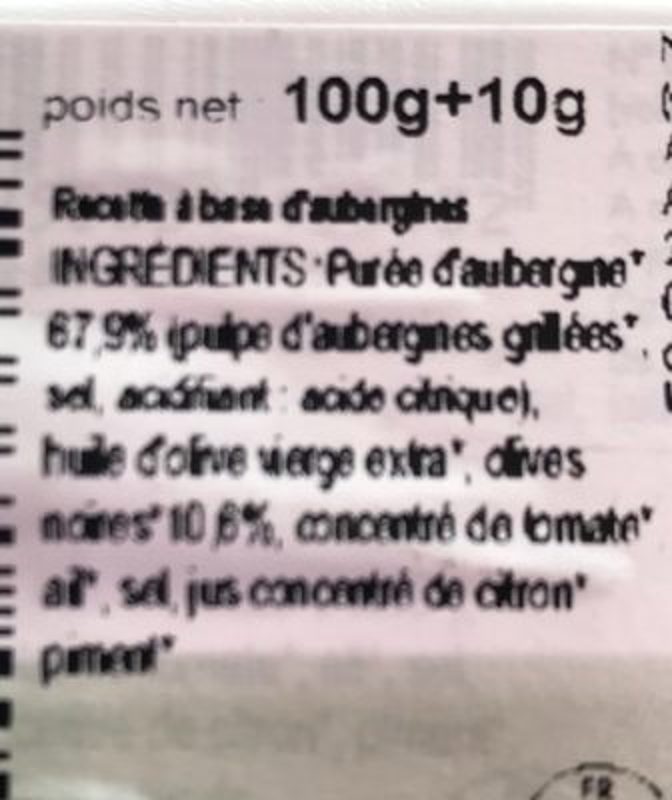 poids net 100g+10g
Recette à base d'aubergines
INGRÉDIENTS : Purée d'aubergine*
67,9% (pulpe d'aubergines grillées*,
sel, acidifiant : acide citrique),
huile d'olive vierge extra*, olives
noires* 10,6%, concentré de tomate*
ail*, sel, jus concentré de citron*
piment*
FR